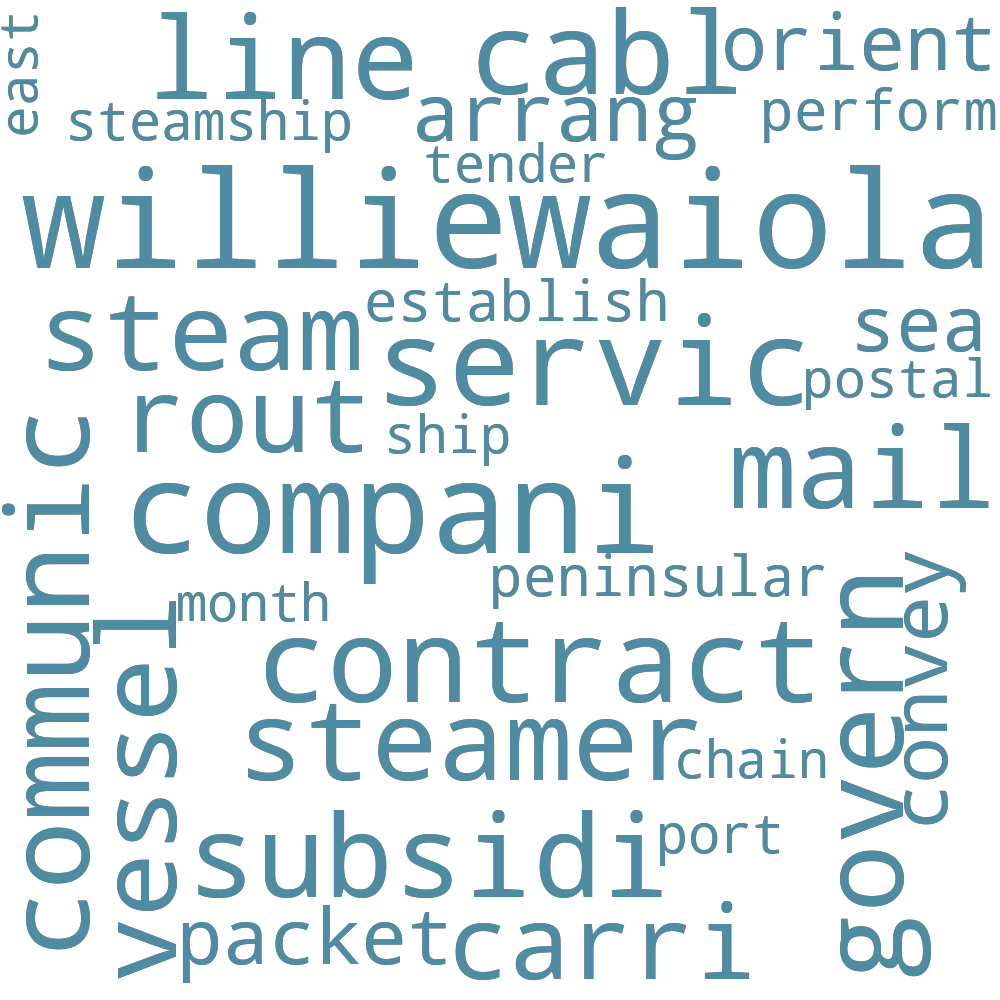 east
line cabl
orient
steamship
arrang
perform
tender
williewaiola
establish
steam
servic
sea
postal
rout
ship
mail
communic
compani
peninsular
month
vessel
contract
govern
convey
steamer
chain
subsidi
port
packet
carri